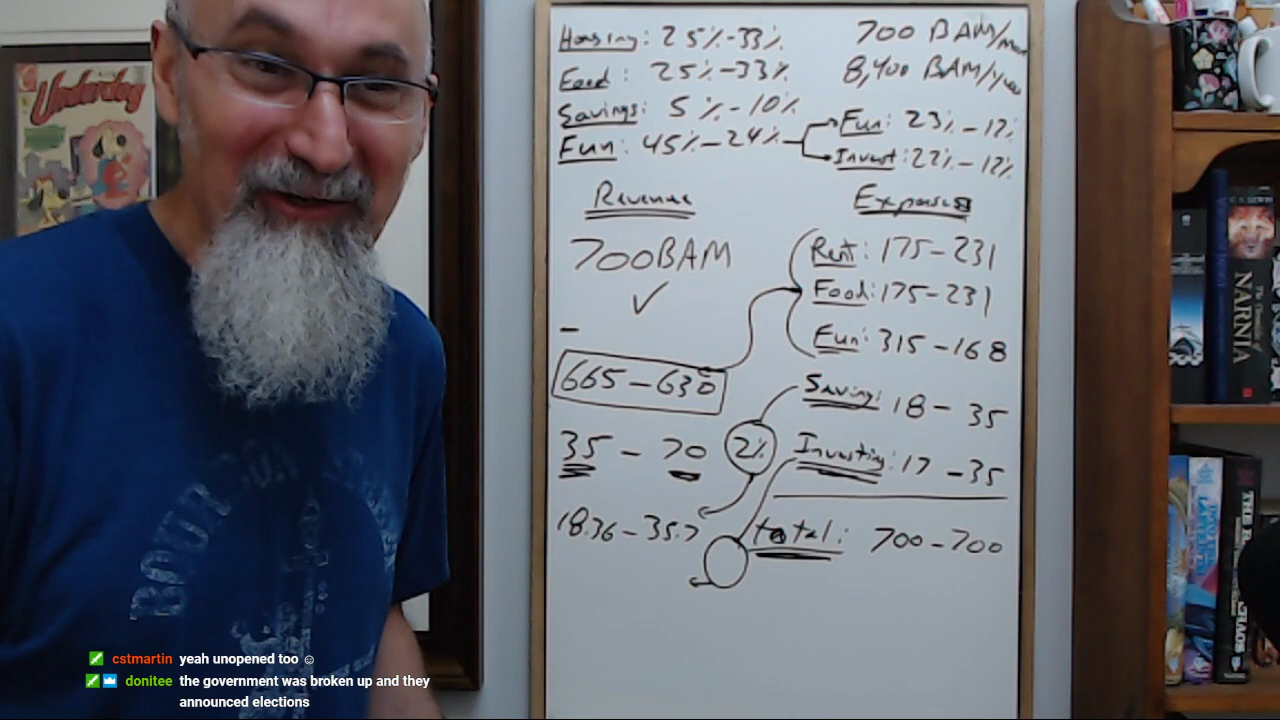 Housing: 25%-33%
Food: 25%-33%
Savings: 5%-10%
Fun: 45%-24%
700 BAM/
8,400 BAM/
Fun: 23%-12%
Invest: 22%-12%
Revenue
700BAM
✓
-
665-630
35 - 70
2%
18.36-35.7
Expenses
Rent: 175-231
Food: 175-231
Fun: 315-168
Savings 18-35
Investing: 17-35
total: 700-700
Underdog
NARNIA
cstmartin yeah unopened too ☺
donitee the government was broken up and they
announced elections